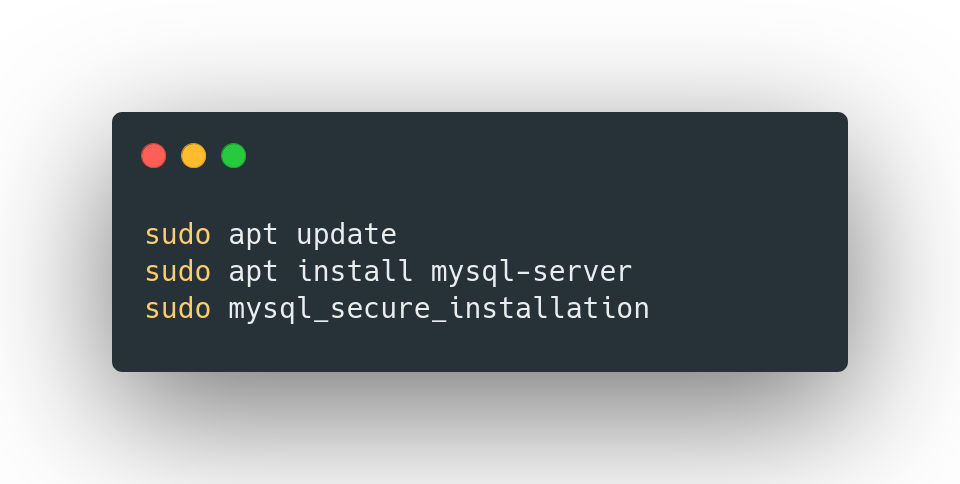 sudo apt update
sudo apt install mysql-server
sudo mysql_secure_installation